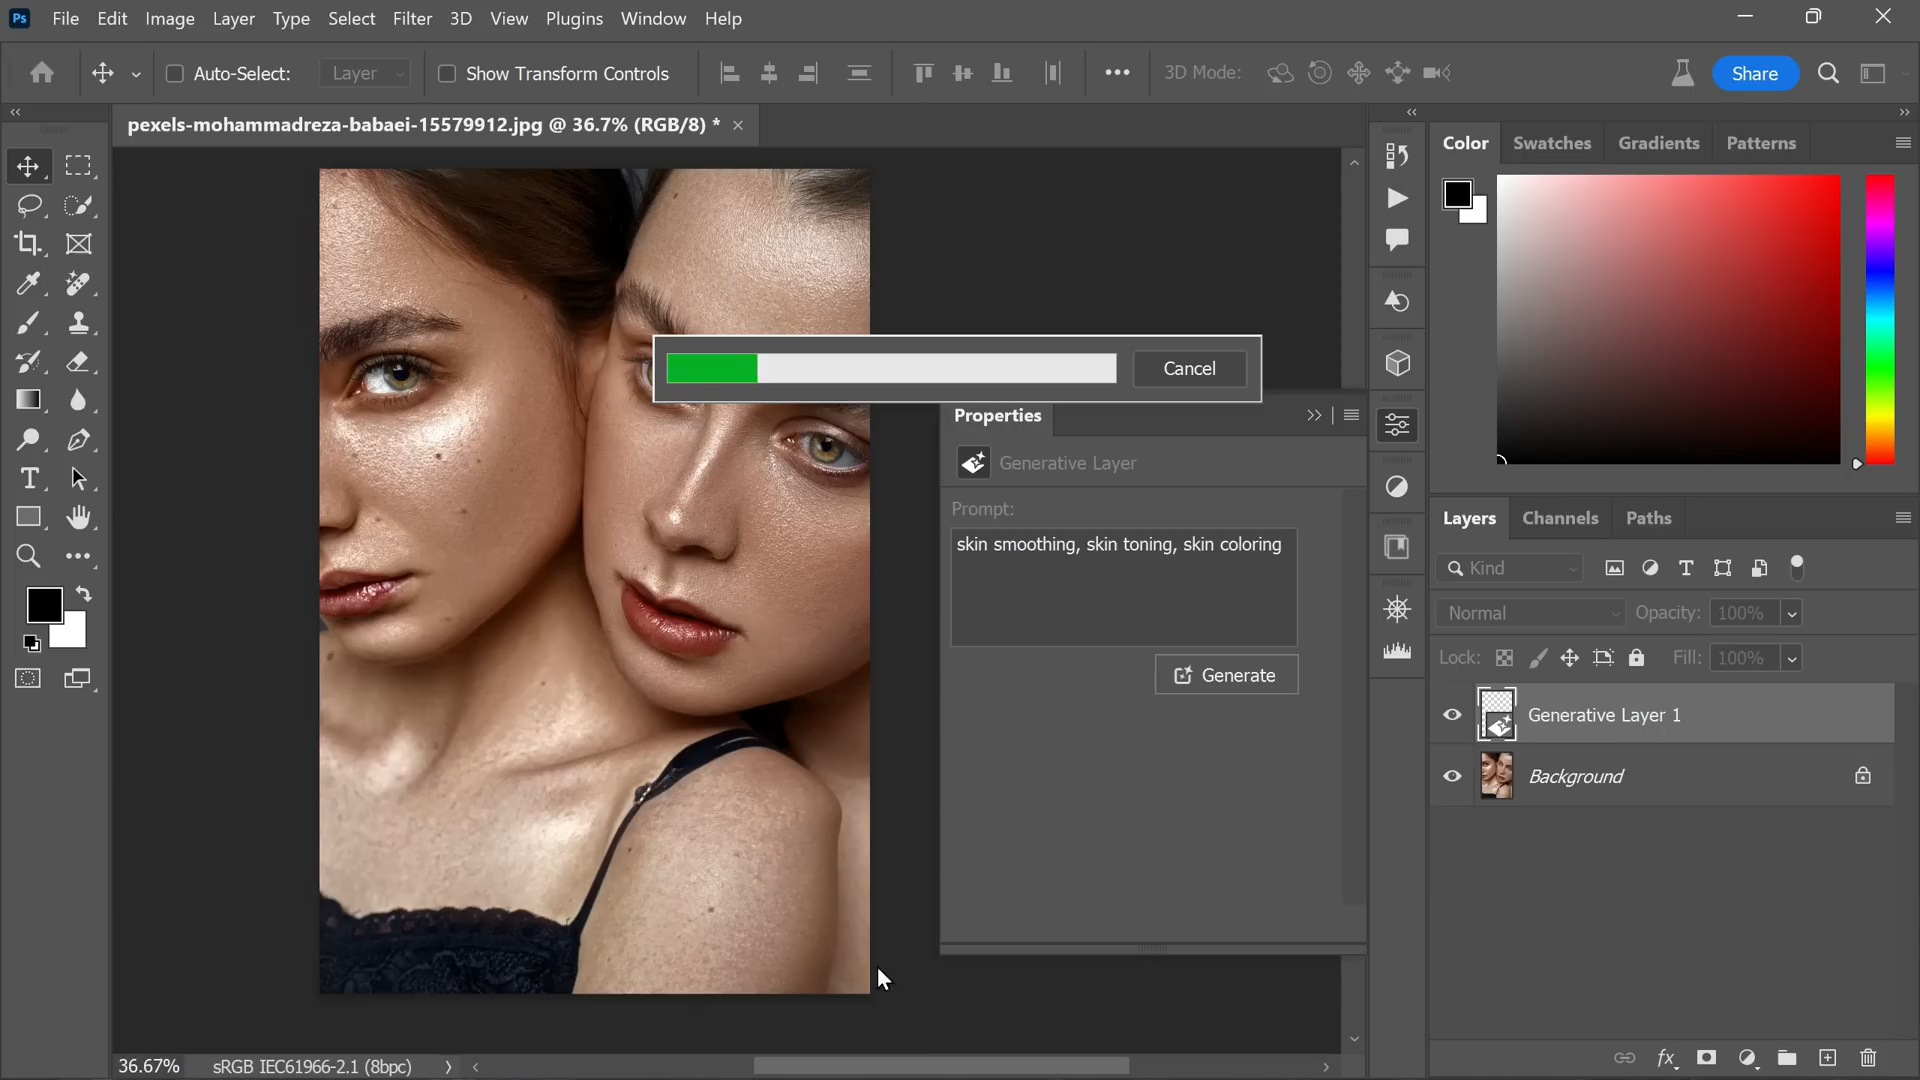 Ps File Edit Image Layer Type Select Filter 3D View Plugins Window Help
Auto-Select: Layer Show Transform Controls 3D Mode: Share
pexels-mohammadreza-babaei-15579912.jpg @ 36.7% (RGB/8) *
Color Swatches Gradients Patterns
Cancel
Properties
Generative Layer
Prompt:
skin smoothing, skin toning, skin coloring
Generate
Layers Channels Paths
Kind
Normal Opacity: 100%
Lock: Fill: 100%
Generative Layer 1
Background
36.67% sRGB IEC61966-2.1 (8bpc)